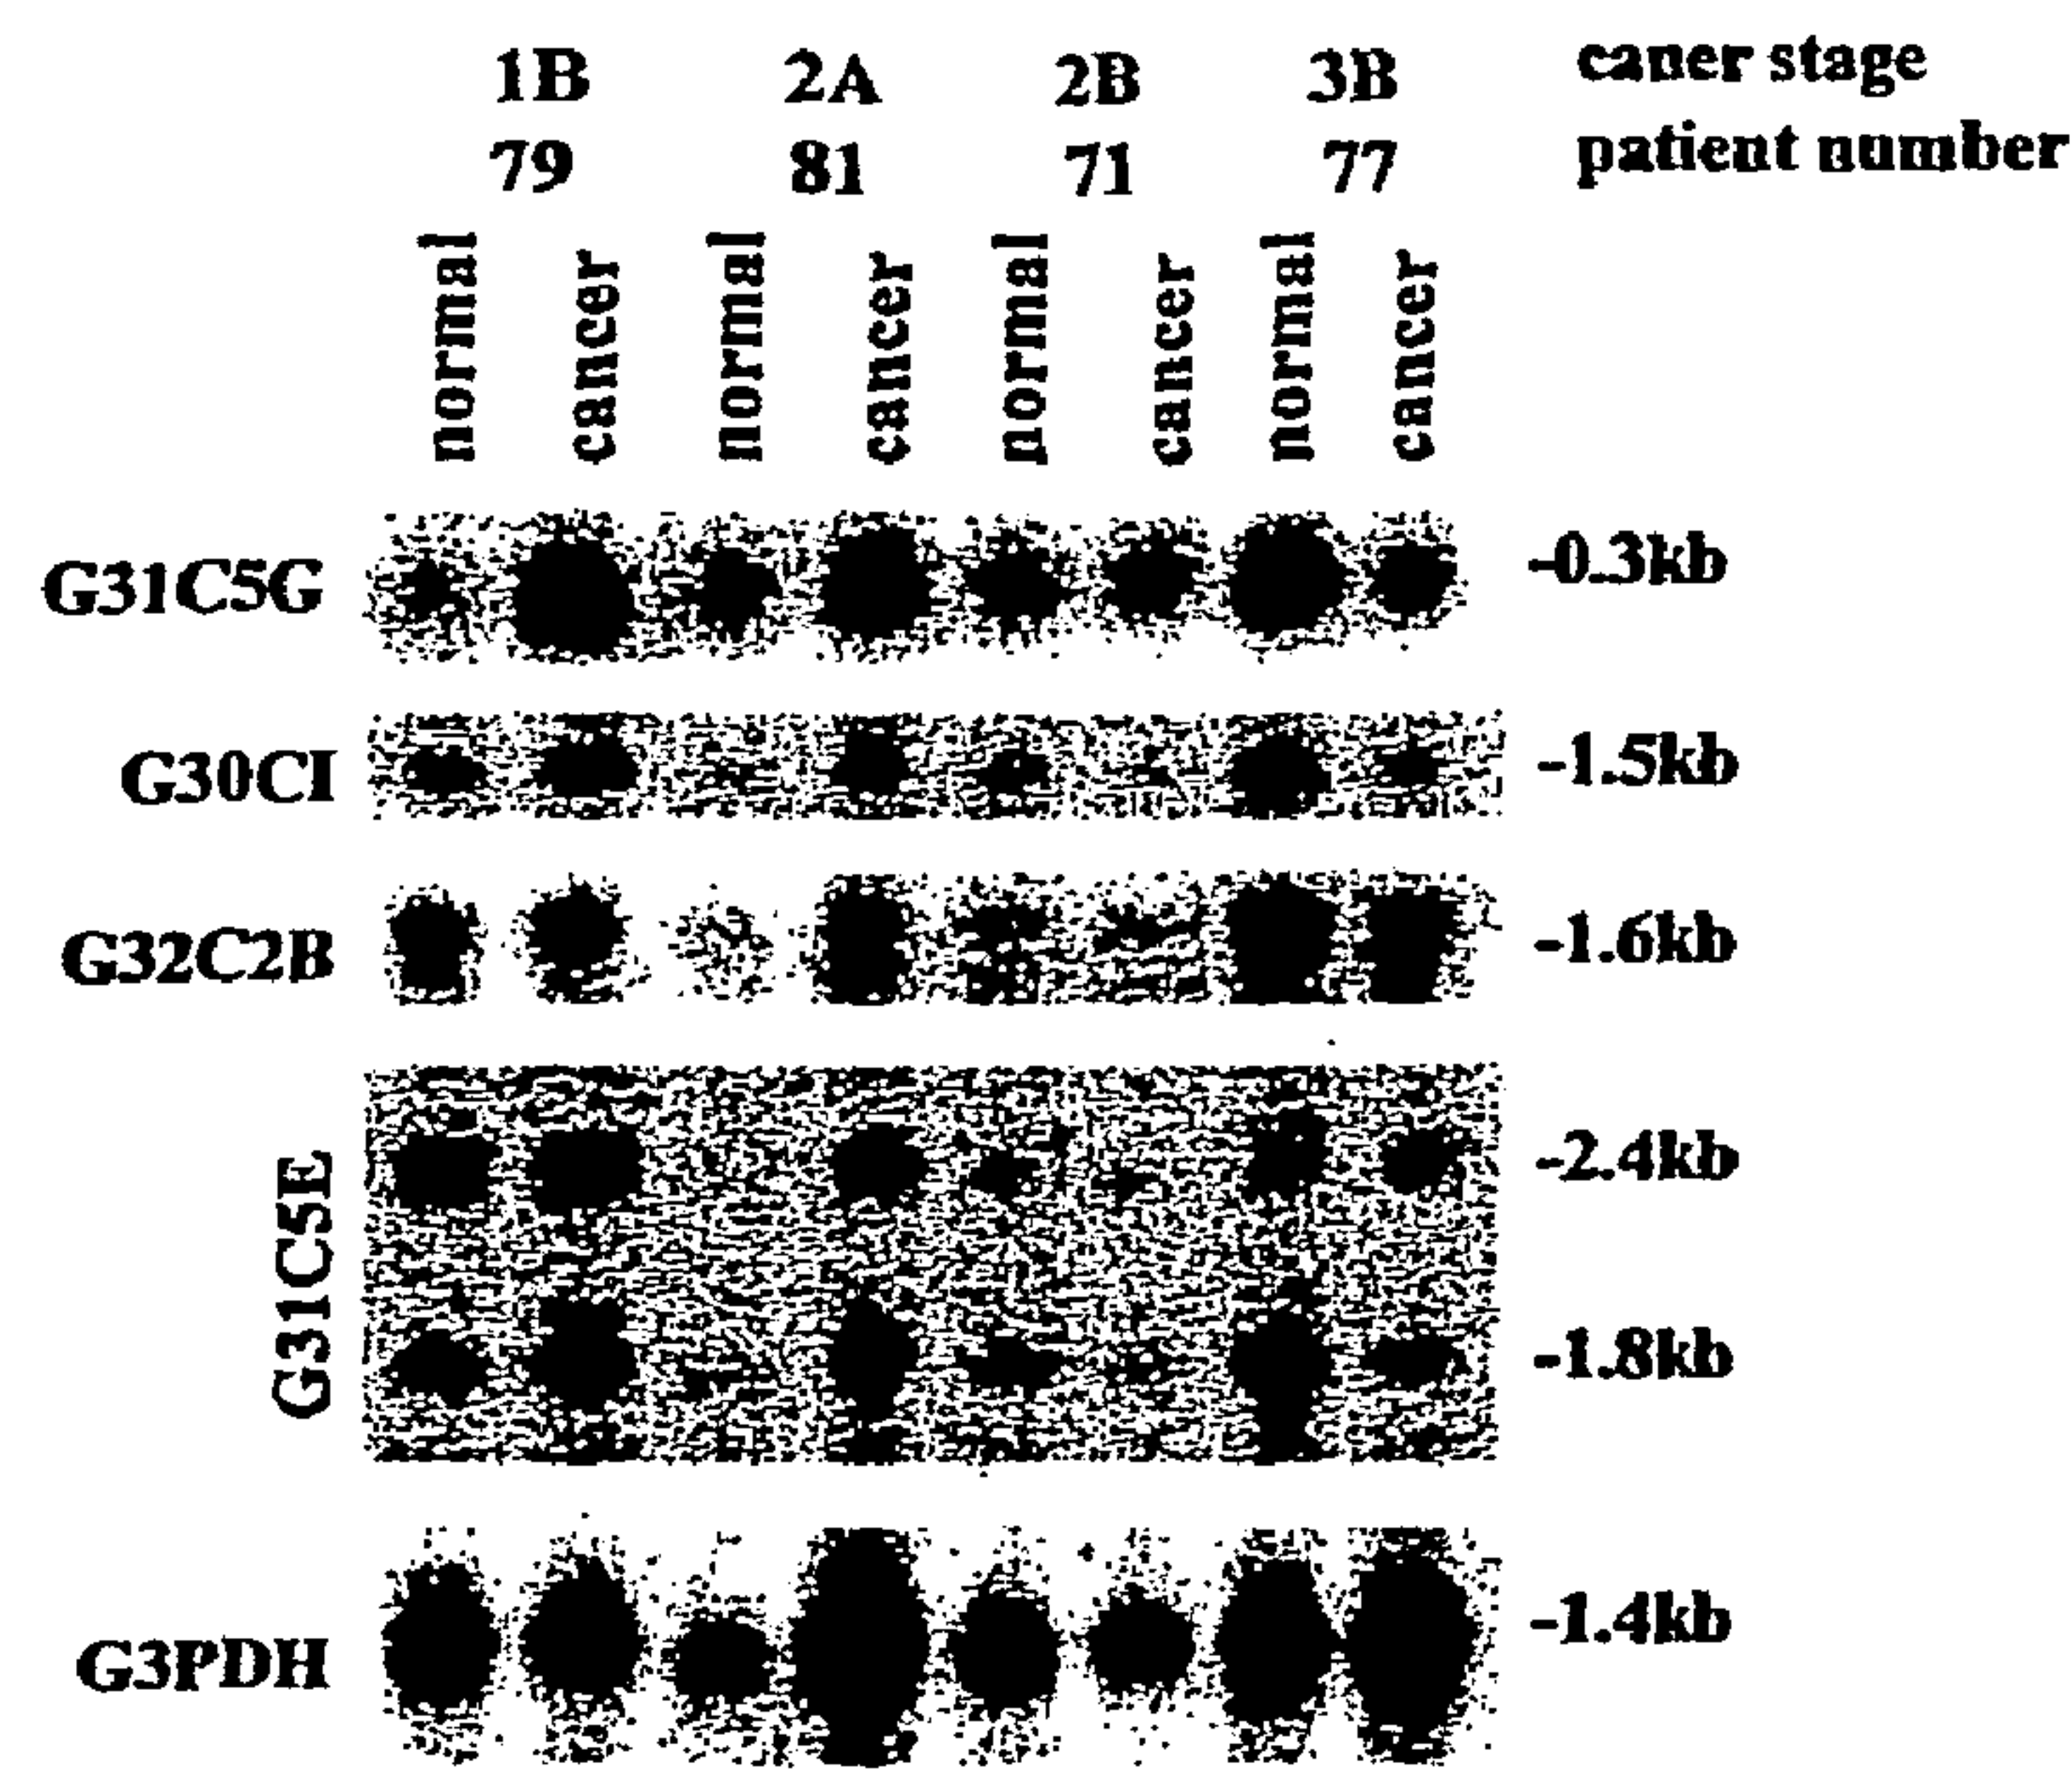 1B 2A 2B 3B caner stage
79 81 71 77 patient number
normal cancer normal cancer normal cancer normal cancer
G31C5G -0.3kb
G30CI -1.5kb
G32C2B -1.6kb
G31C5E -2.4kb
-1.8kb
G3PDH -1.4kb